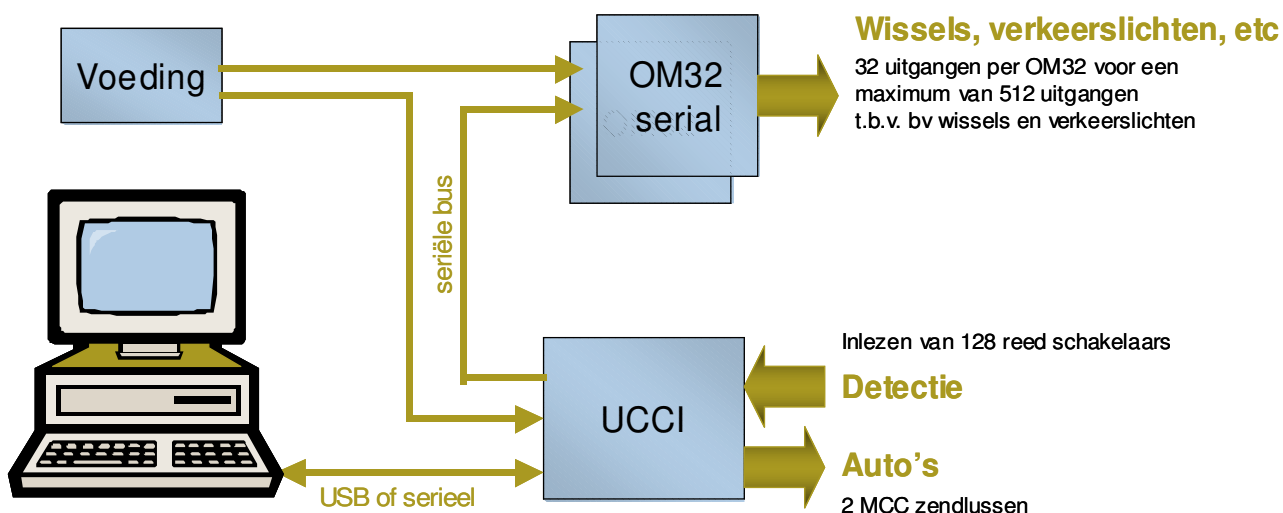 Voeding
OM32
serial
Wissels, verkeerslichten, etc
32 uitgangen per OM32 voor een
maximum van 512 uitgangen
t.b.v. bv wissels en verkeerslichten
seriële bus
Inlezen van 128 reed schakelaars
Detectie
UCCI
Auto's
2 MCC zendlussen
USB of serieel